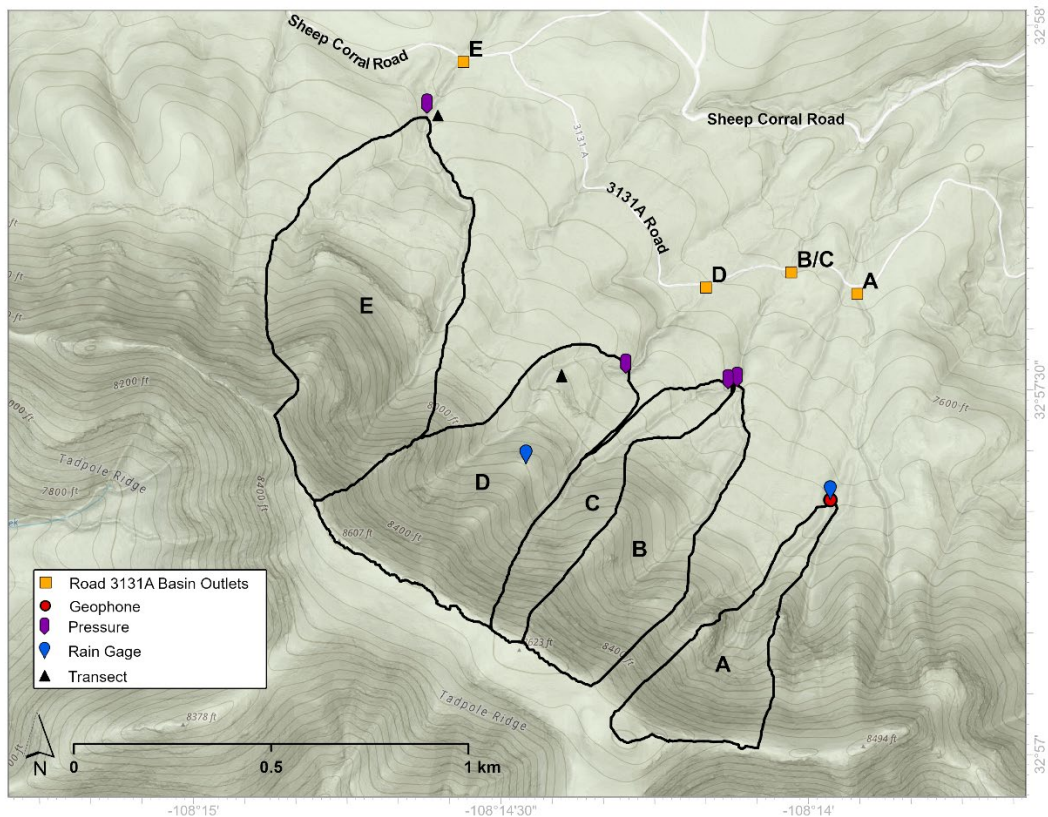 32°58'
Sheep Corral Road
E
Sheep Corral Road
3131 A
3131A Road
B/C
D
A
E
32°57'30"
8200 ft
8000 ft
7600 ft
Tadpole Ridge
7800 ft
8400 ft
D
C
8400 ft
8607 ft
B
Road 3131A Basin Outlets
Geophone
Pressure
Rain Gage
Transect
8400 ft
A
Tadpole Ridge
8378 ft
8494 ft
32°57'
N
0
0.5
1 km
-108°15'
-108°14'30"
-108°14'